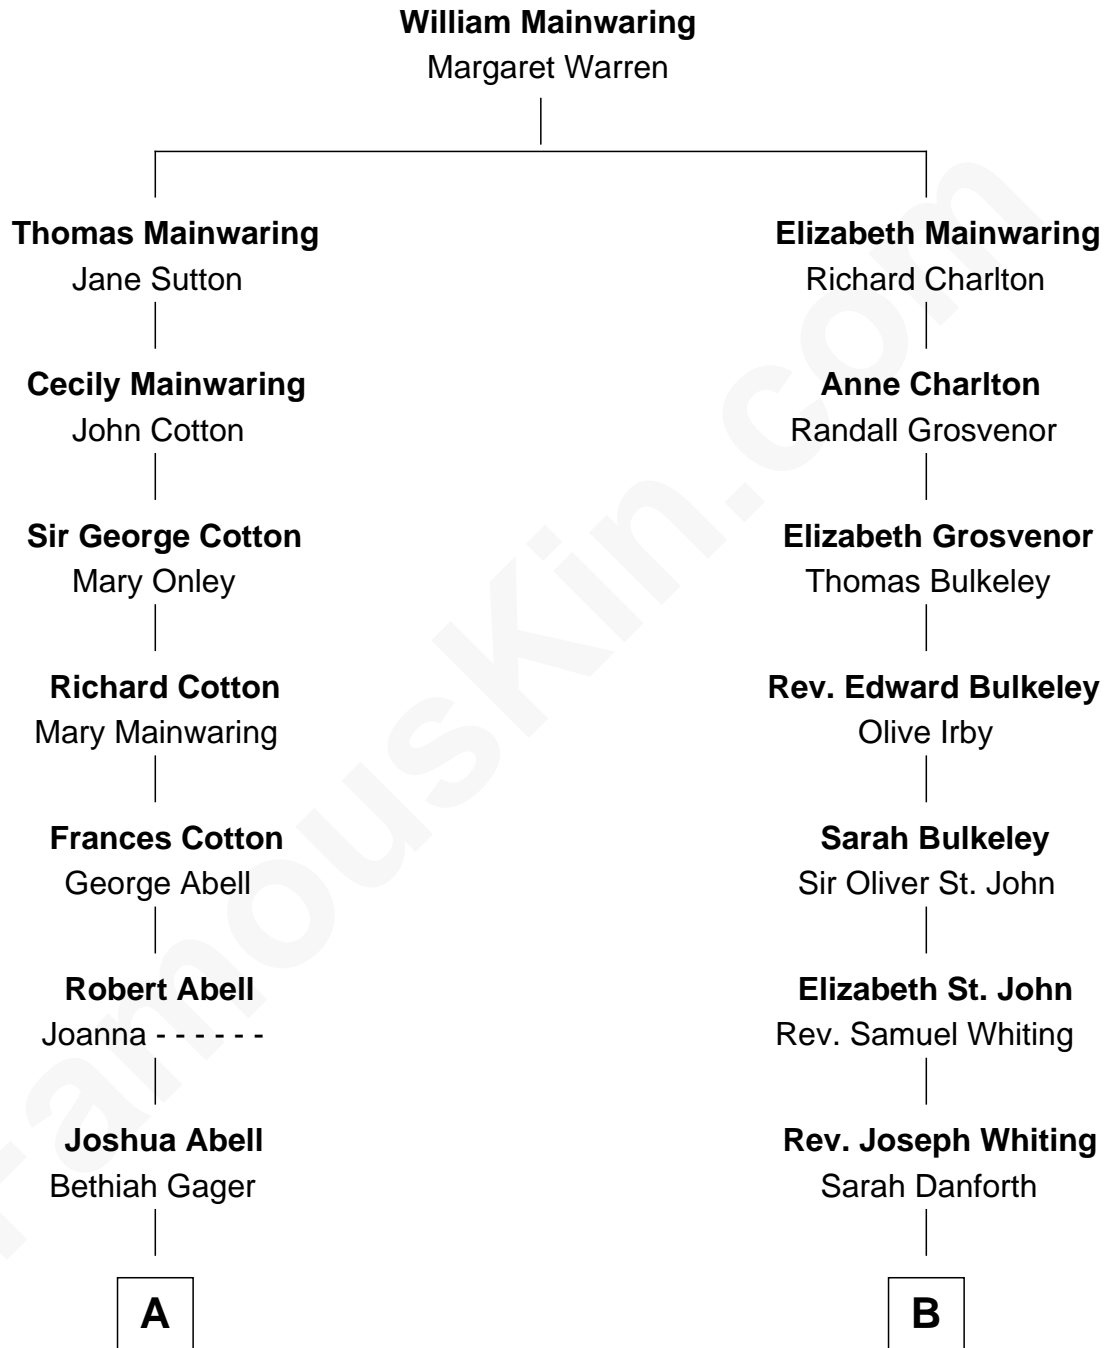 William Mainwaring
Margaret Warren
Thomas Mainwaring
Jane Sutton
Elizabeth Mainwaring
Richard Charlton
Cecily Mainwaring
John Cotton
Anne Charlton
Randall Grosvenor
Sir George Cotton
Mary Onley
Elizabeth Grosvenor
Thomas Bulkeley
Richard Cotton
Mary Mainwaring
Rev. Edward Bulkeley
Olive Irby
Frances Cotton
George Abell
Sarah Bulkeley
Sir Oliver St. John
Robert Abell
Joanna - - - - - -
Elizabeth St. John
Rev. Samuel Whiting
Joshua Abell
Bethiah Gager
Rev. Joseph Whiting
Sarah Danforth
A
B
FamousKin.com